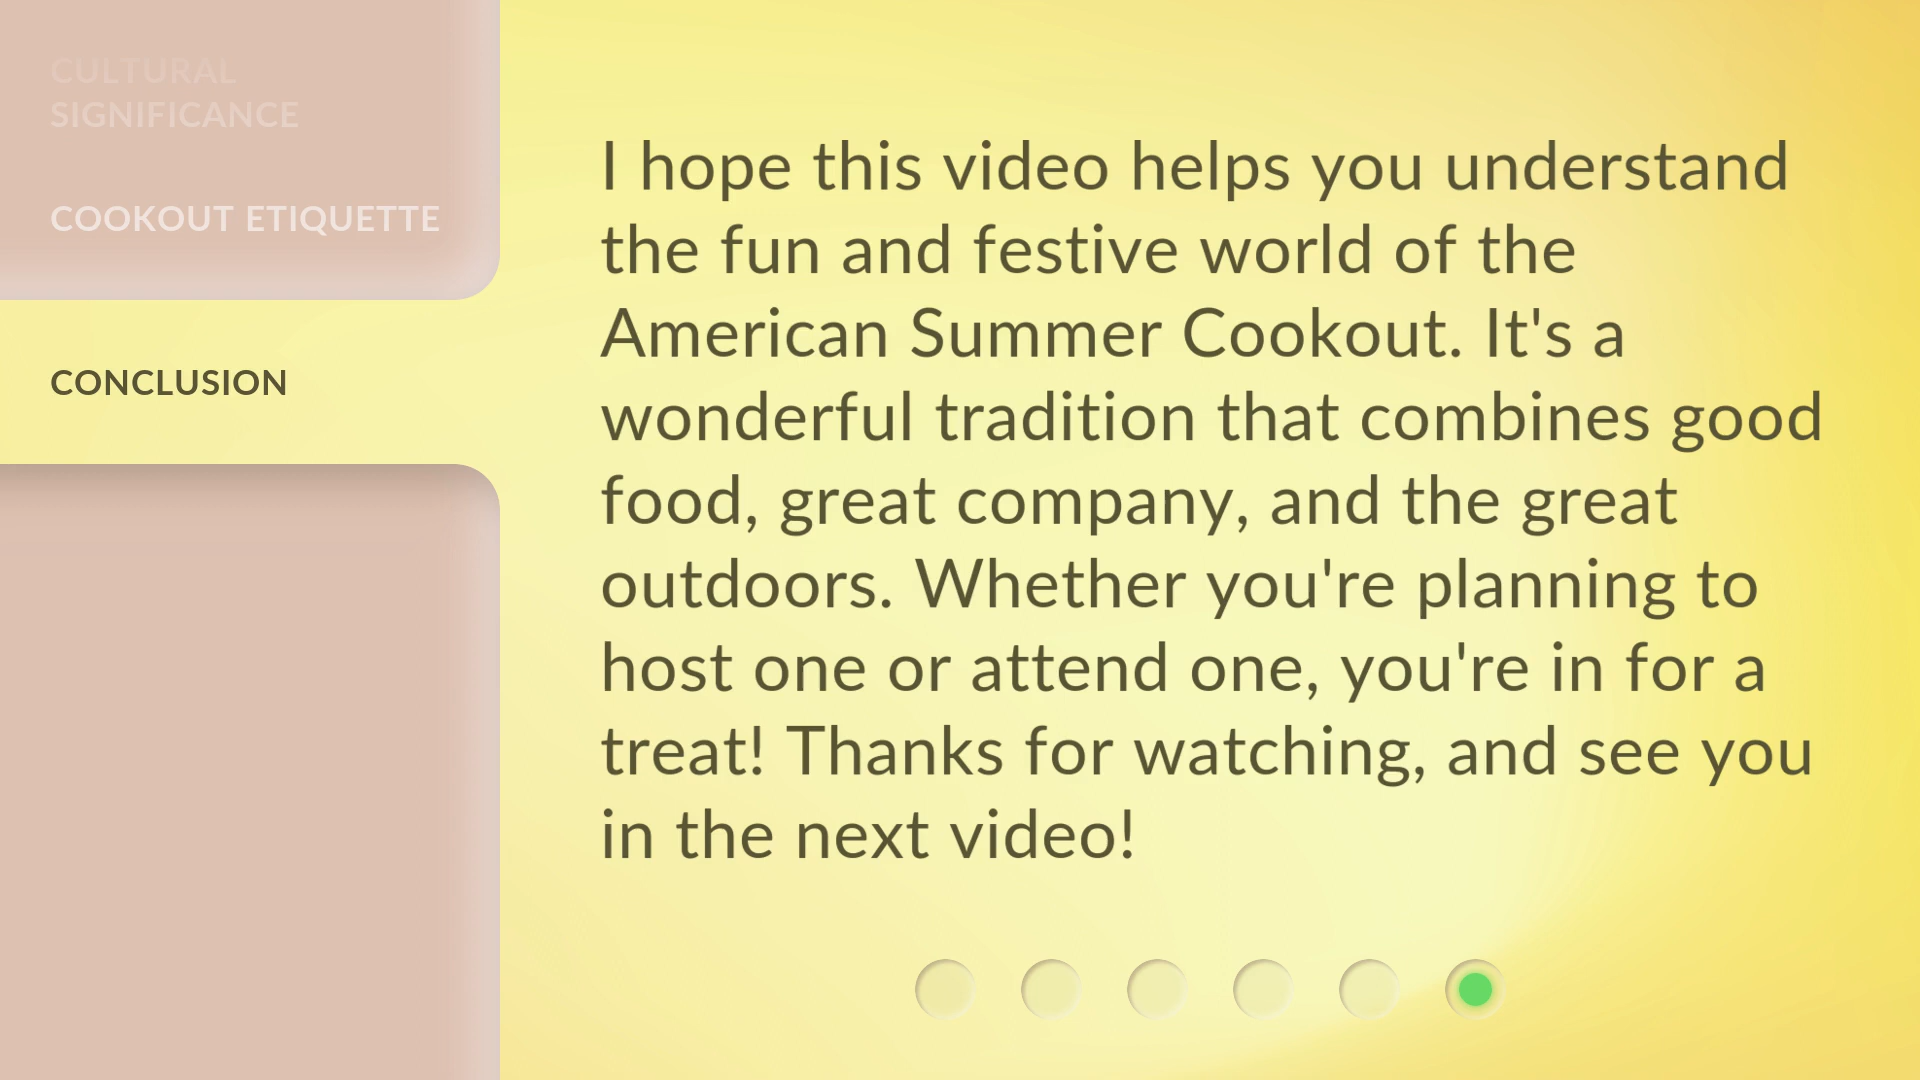 CULTURAL
SIGNIFICANCE
COOKOUT ETIQUETTE
CONCLUSION
I hope this video helps you understand
the fun and festive world of the
American Summer Cookout. It's a
wonderful tradition that combines good
food, great company, and the great
outdoors. Whether you're planning to
host one or attend one, you're in for a
treat! Thanks for watching, and see you
in the next video!